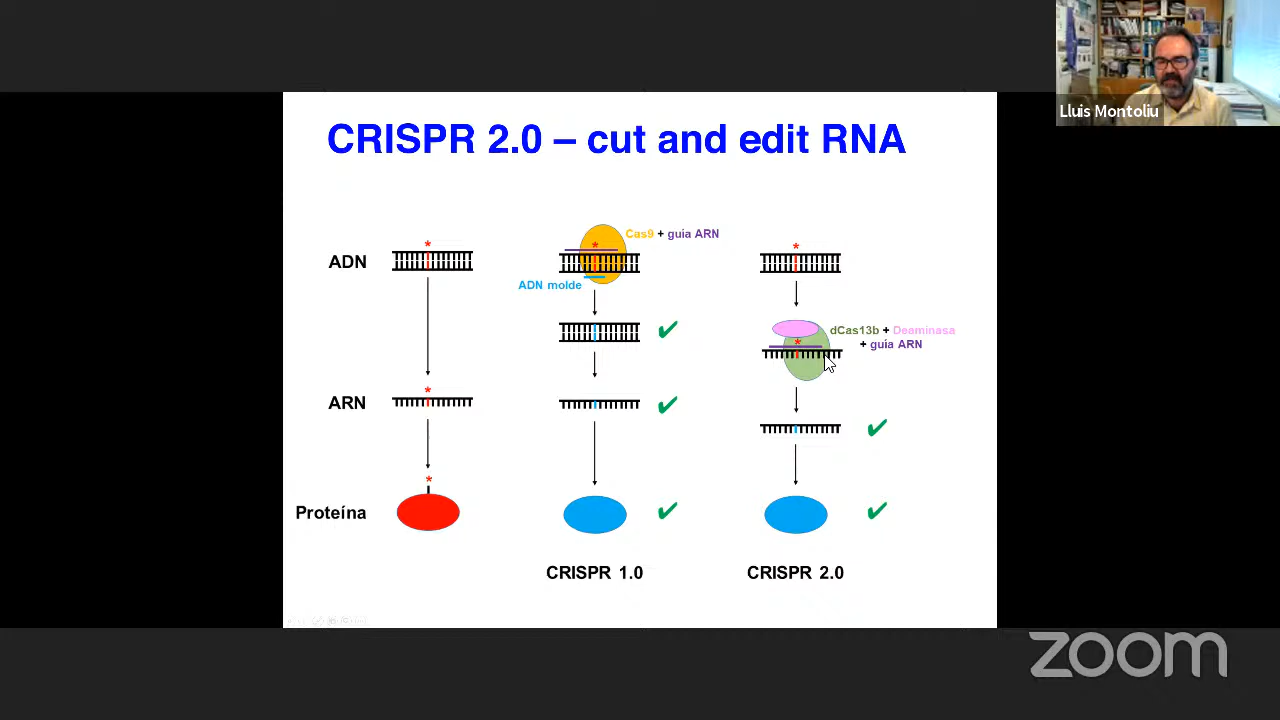 Lluis Montoliu
CRISPR 2.0 – cut and edit RNA
Cas9 + guia ARN
ADN
ADN molde
dCas13b + Deaminasa
+ guía ARN
ARN
Proteína
CRISPR 1.0
CRISPR 2.0
zoom